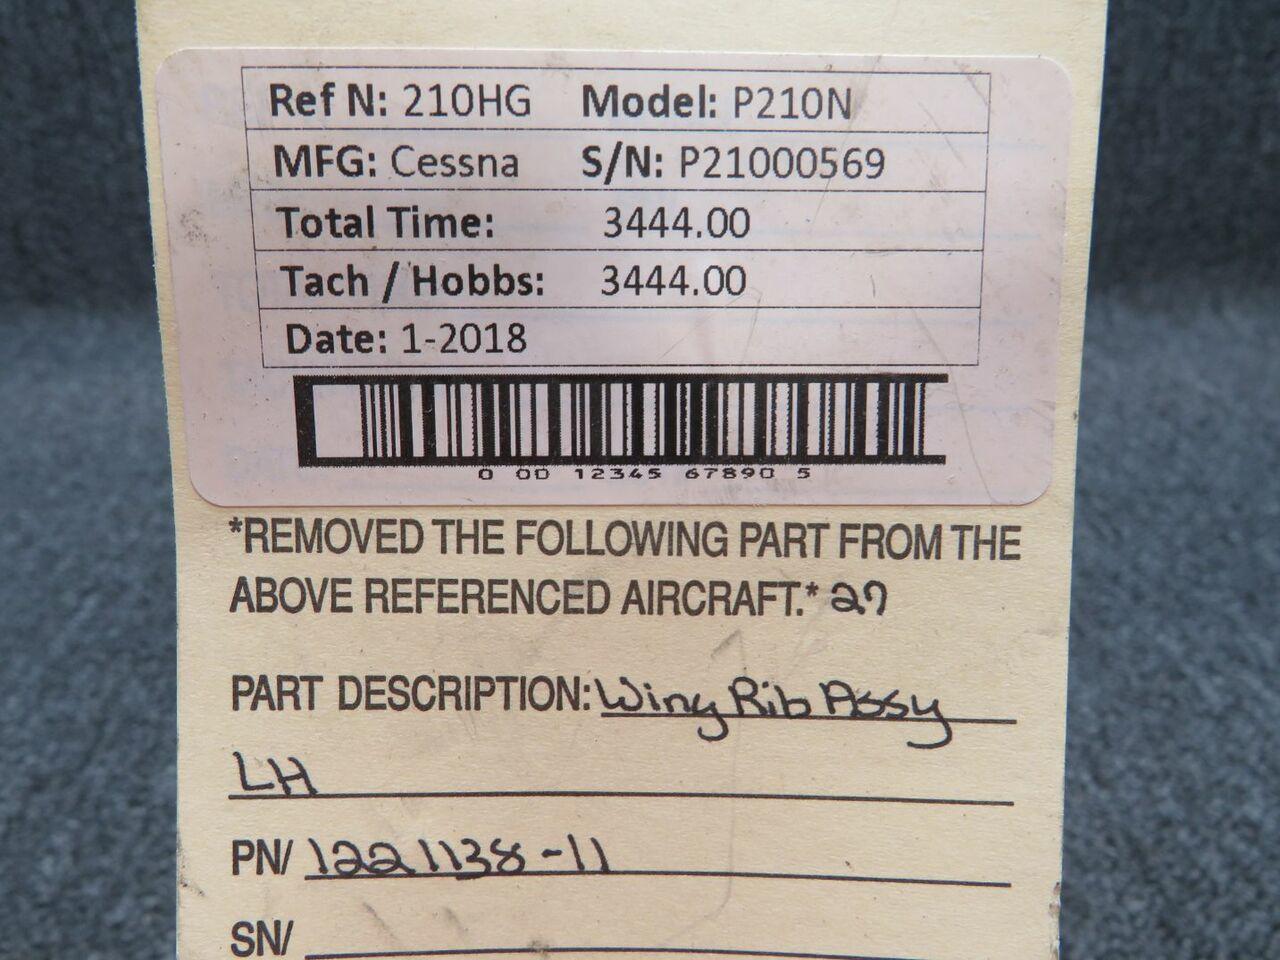 Ref N: 210HG Model: P210N
MFG: Cessna S/N: P21000569
Total Time: 3444.00
Tach / Hobbs: 3444.00
Date: 1-2018
0 00 12345 67890 5
*REMOVED THE FOLLOWING PART FROM THE
ABOVE REFERENCED AIRCRAFT.* 27
PART DESCRIPTION: Wing Rib Assy
LH
PN/ 1221138-11
SN/